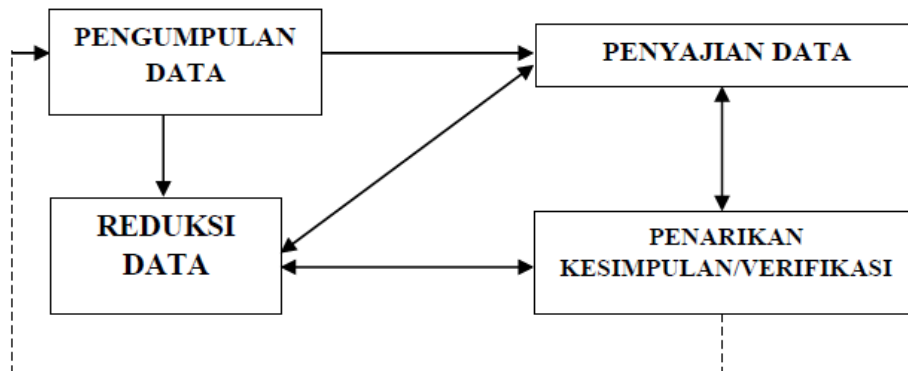 PENGUMPULAN
DATA
PENYAJIAN DATA
REDUKSI
DATA
PENARIKAN
KESIMPULAN/VERIFIKASI